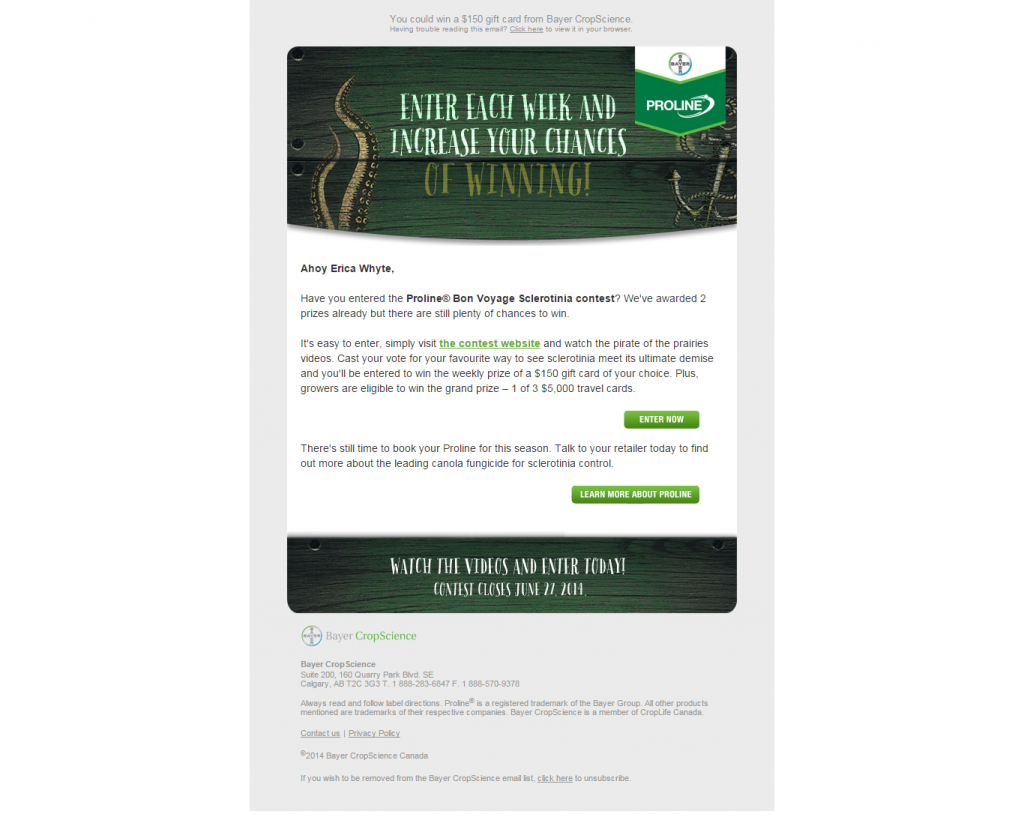 You could win a $150 gift card from Bayer CropScience.
Having trouble reading this email? Click here to view it in your browser.
BAYER
PROLINE
ENTER EACH WEEK AND
INCREASE YOUR CHANCES
OF WINNING!
Ahoy Erica Whyte,
Have you entered the Proline® Bon Voyage Sclerotinia contest? We've awarded 2
prizes already but there are still plenty of chances to win.
It's easy to enter, simply visit the contest website and watch the pirate of the prairies
videos. Cast your vote for your favourite way to see sclerotinia meet its ultimate demise
and you'll be entered to win the weekly prize of a $150 gift card of your choice. Plus,
growers are eligible to win the grand prize – 1 of 3 $5,000 travel cards.
ENTER NOW
There's still time to book your Proline for this season. Talk to your retailer today to find
out more about the leading canola fungicide for sclerotinia control.
LEARN MORE ABOUT PROLINE
WATCH THE VIDEOS AND ENTER TODAY!
CONTEST CLOSES JUNE 27, 2014.
BAYER Bayer CropScience
Bayer CropScience
Suite 200, 160 Quarry Park Blvd. SE
Calgary, AB T2C 3G3 T. 1 888-283-6847 F. 1 888-570-9378
Always read and follow label directions. Proline® is a registered trademark of the Bayer Group. All other products
mentioned are trademarks of their respective companies. Bayer CropScience is a member of CropLife Canada.
Contact us | Privacy Policy
©2014 Bayer CropScience Canada
If you wish to be removed from the Bayer CropScience email list, click here to unsubscribe.